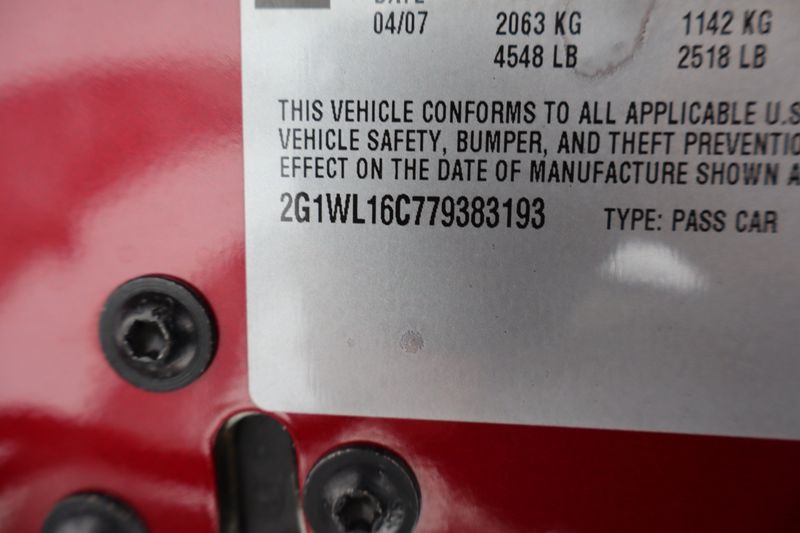 DATE
04/07 2063 KG 1142 KG
4548 LB 2518 LB
THIS VEHICLE CONFORMS TO ALL APPLICABLE U.S
VEHICLE SAFETY, BUMPER, AND THEFT PREVENTIO
EFFECT ON THE DATE OF MANUFACTURE SHOWN A
2G1WL16C779383193 TYPE: PASS CAR